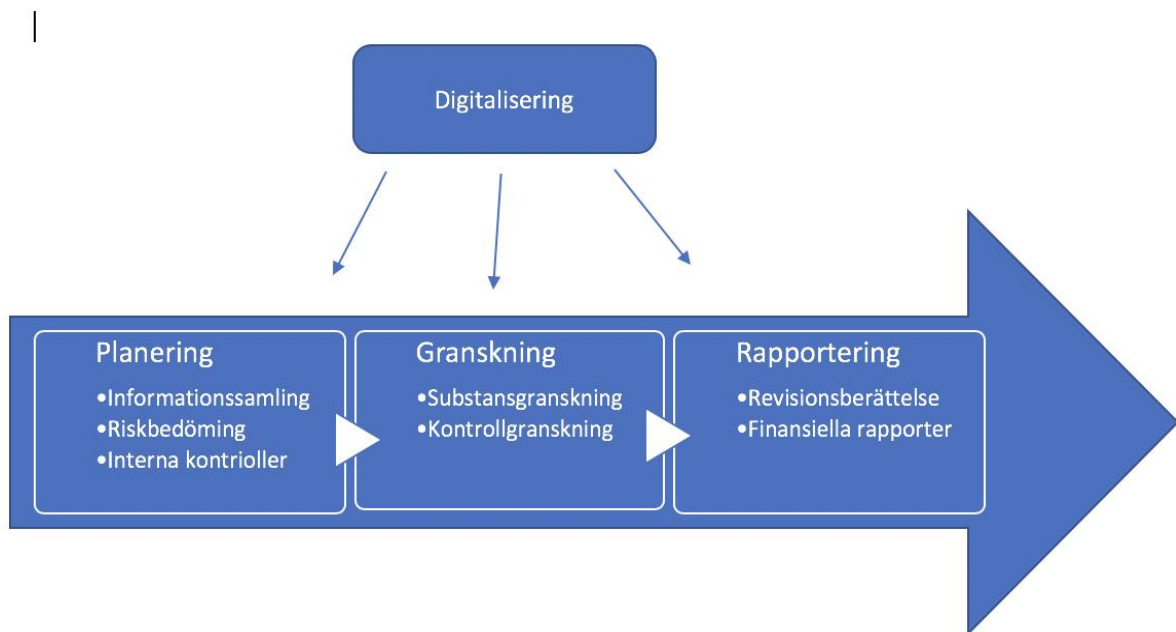 Digitalisering
Planering
•Informationssamling
•Riskbedöming
•Interna kontrioller
Granskning
•Substansgranskning
•Kontrollgranskning
Rapportering
•Revisionsberättelse
•Finansiella rapporter